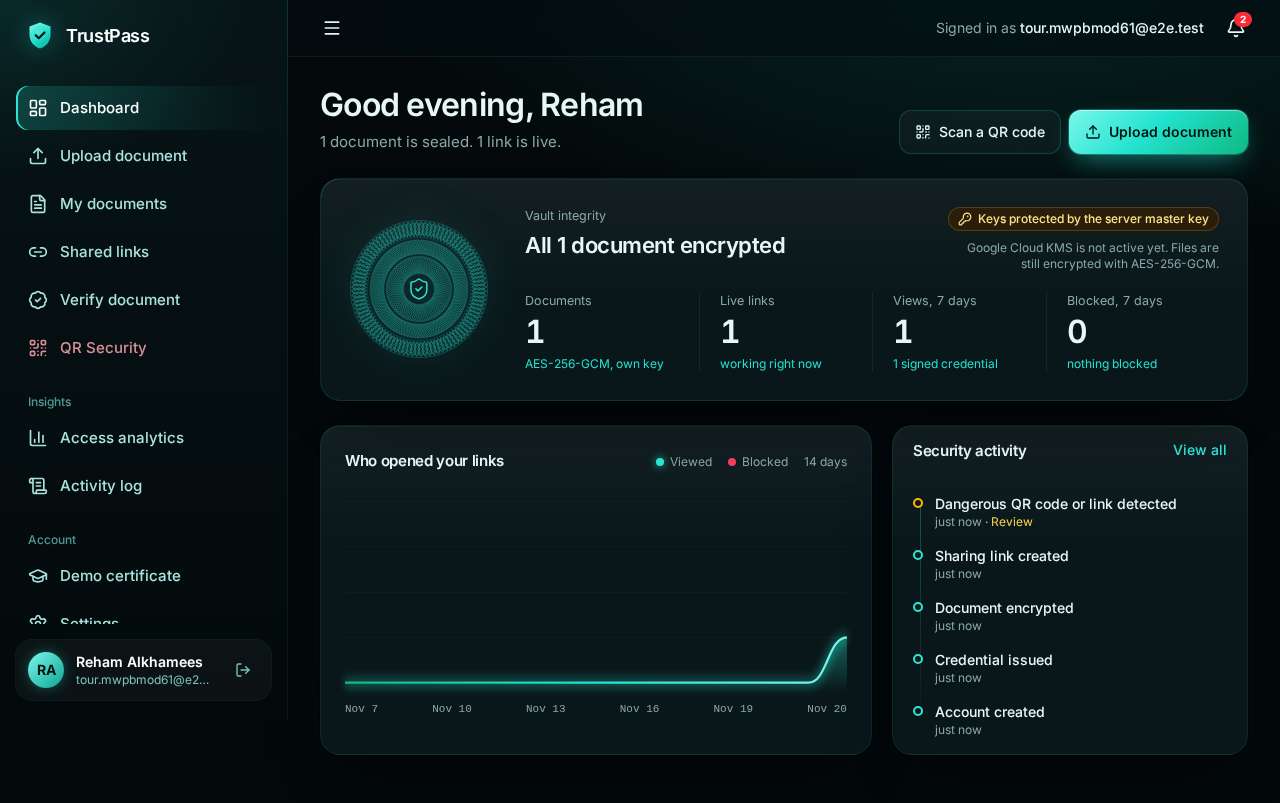 TrustPass
Signed in as tour.mwpbmod61@e2e.test
2
Dashboard
Upload document
My documents
Shared links
Verify document
QR Security
Insights
Access analytics
Activity log
Account
Demo certificate
Settings
RA
Reham Alkhamees
tour.mwpbmod61@e2...
Good evening, Reham
1 document is sealed. 1 link is live.
Scan a QR code
Upload document
Vault integrity
All 1 document encrypted
Keys protected by the server master key
Google Cloud KMS is not active yet. Files are
still encrypted with AES-256-GCM.
Documents
1
AES-256-GCM, own key
Live links
1
working right now
Views, 7 days
1
1 signed credential
Blocked, 7 days
0
nothing blocked
Who opened your links
Viewed
Blocked
14 days
Nov 7
Nov 10
Nov 13
Nov 16
Nov 19
Nov 20
Security activity
View all
Dangerous QR code or link detected
just now · Review
Sharing link created
just now
Document encrypted
just now
Credential issued
just now
Account created
just now